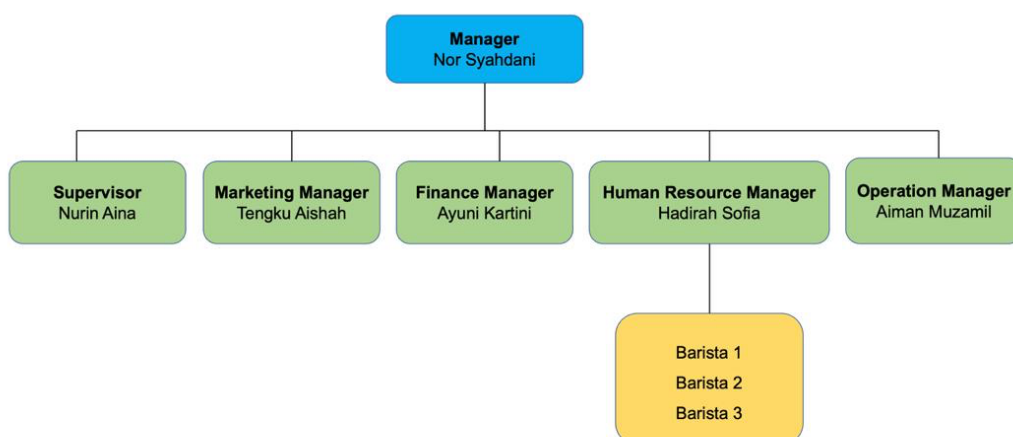 Manager
Nor Syahdani
Supervisor
Nurin Aina
Marketing Manager
Tengku Aishah
Finance Manager
Ayuni Kartini
Human Resource Manager
Hadirah Sofia
Operation Manager
Aiman Muzamil
Barista 1
Barista 2
Barista 3